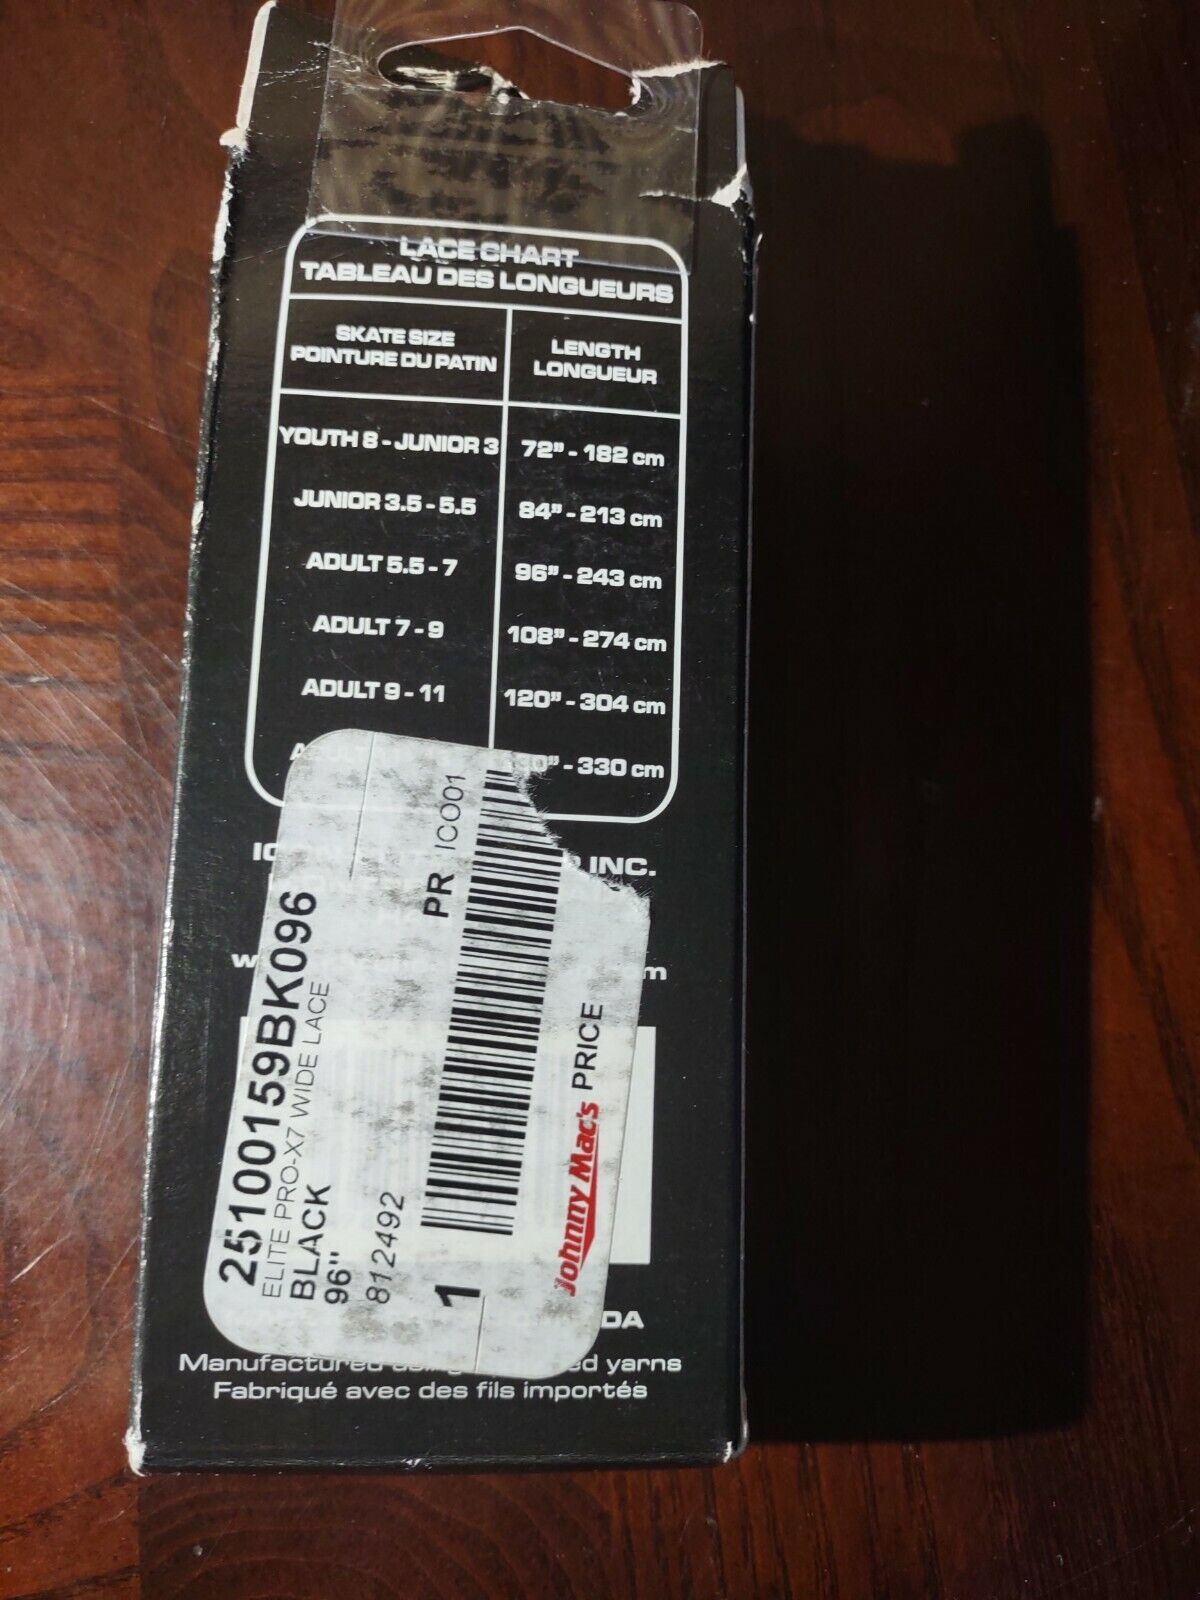 LACE CHART
TABLEAU DES LONGUEURS
SKATE SIZE
POINTURE DU PATIN
LENGTH
LONGUEUR
YOUTH 8 - JUNIOR 3 72" - 182 cm
JUNIOR 3.5 - 5.5 84" - 213 cm
ADULT 5.5 - 7 96" - 243 cm
ADULT 7 - 9 108" - 274 cm
ADULT 9 - 11 120" - 304 cm
- 330 cm
INC.
25100159BK096
ELITE PRO-X7 WIDE LACE
BLACK
96"
812492
PR ICO01
1
Johnny Mac's PRICE
Manufactured yarns
Fabriqué avec des fils importés